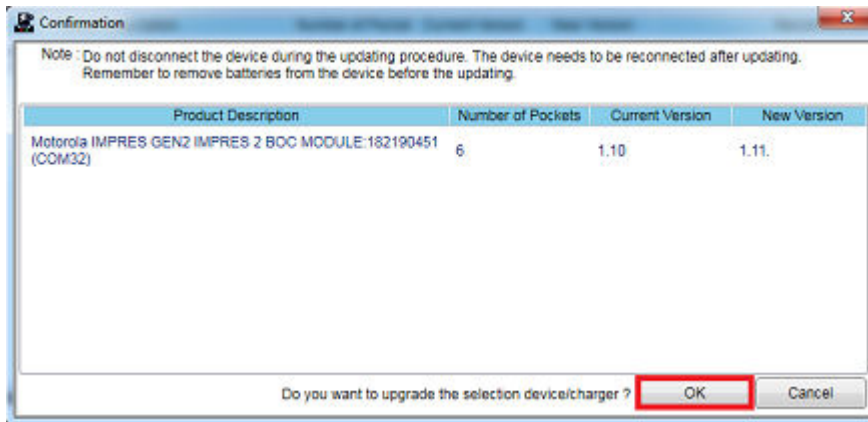 Confirmation
Note : Do not disconnect the device during the updating procedure. The device needs to be reconnected after updating.
Remember to remove batteries from the device before the updating.
Product Description Number of Pockets Current Version New Version
Motorola IMPRES GEN2 IMPRES 2 BOC MODULE:182190451
(COM32) 6 1.10 1.11.
Do you want to upgrade the selection device/charger ? OK Cancel